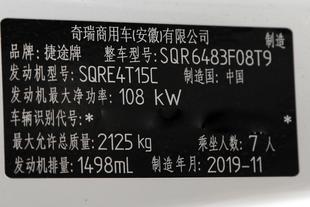 奇瑞商用车(安徽)有限公司 制造
品牌: 捷途牌 整车型号: SQR6483F08T9
发动机型号: SQRE4T15C 制造国: 中国
发动机最大净功率: 108 kW
车辆识别代号: *
最大允许总质量: 2125 kg 乘坐人数: 7 人
发动机排量: 1498mL 制造年月: 2019-11